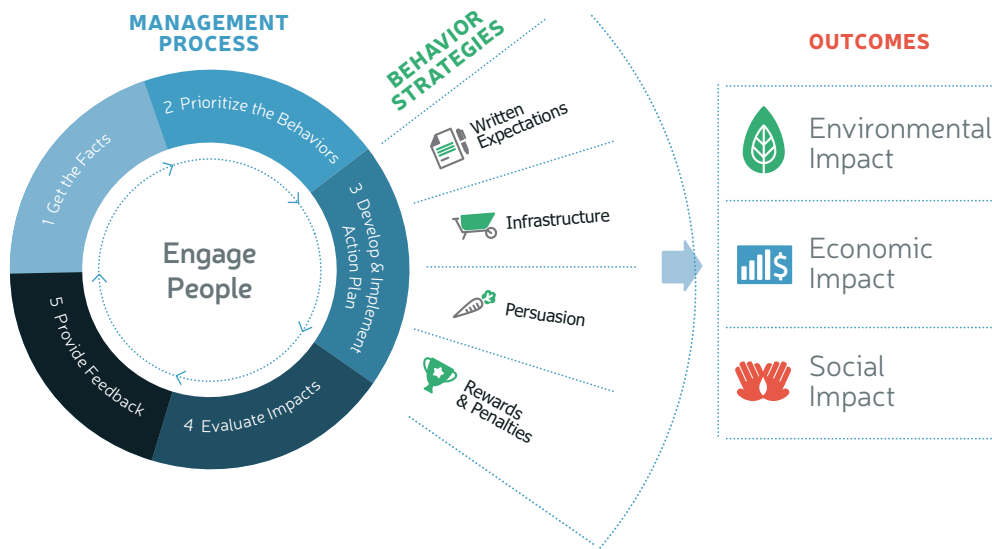 MANAGEMENT
PROCESS
1 Get the Facts
2 Prioritize the Behaviors
3 Develop & Implement
Action Plan
4 Evaluate Impacts
5 Provide Feedback
Engage
People
BEHAVIOR
STRATEGIES
Written
Expectations
Infrastructure
Persuasion
Rewards
& Penalties
OUTCOMES
Environmental
Impact
$
Economic
Impact
Social
Impact